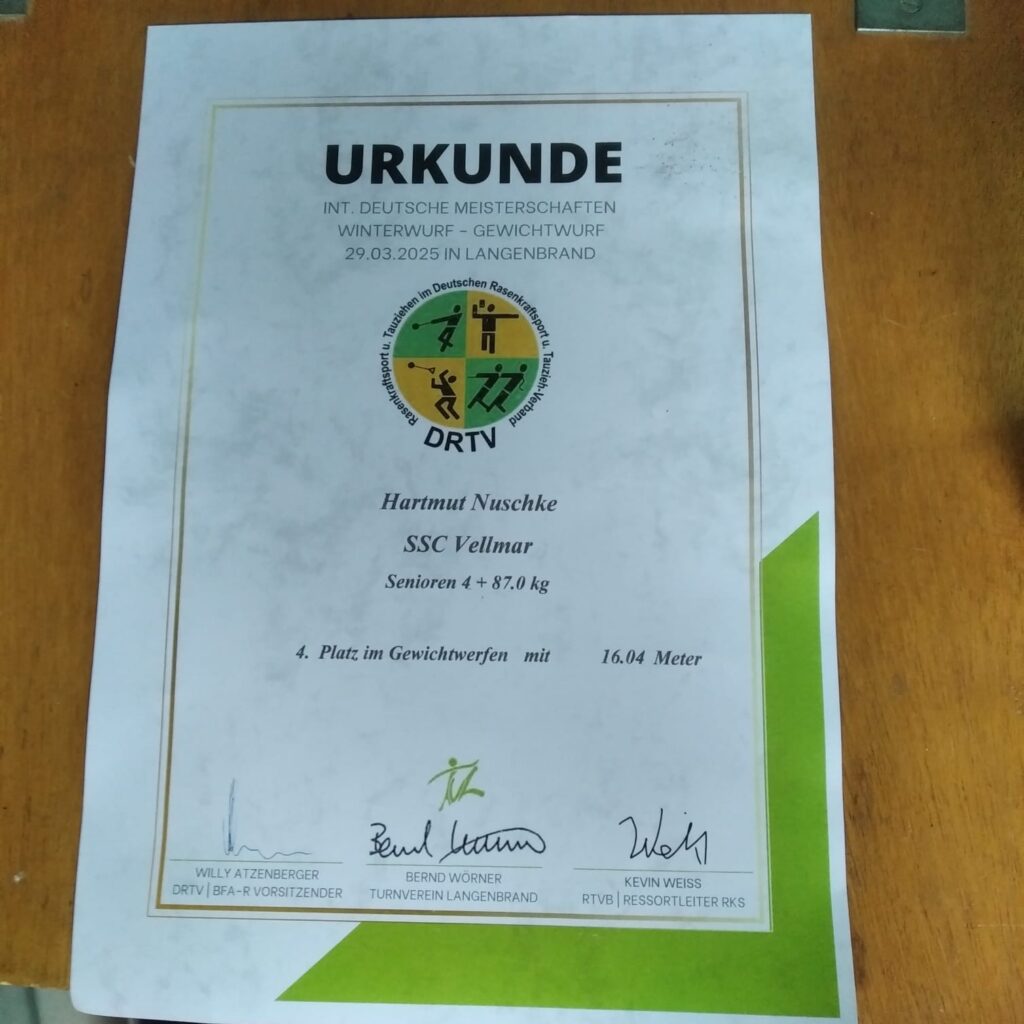 URKUNDE
INT. DEUTSCHE MEISTERSCHAFTEN
WINTERWURF - GEWICHTWURF
29.03.2025 IN LANGENBRAND
Rasenkraftsport u. Tauziehen im Deutschen Rasenkraftsport u. Tauzieh-Verband
DRTV
Hartmut Nuschke
SSC Vellmar
Senioren 4 + 87.0 kg
4. Platz im Gewichtwerfen mit 16.04 Meter
WILLY ATZENBERGER
DRTV | BFA-R VORSITZENDER
BERND WÖRNER
TURNVEREIN LANGENBRAND
KEVIN WEISS
RTVB | RESSORTLEITER RKS